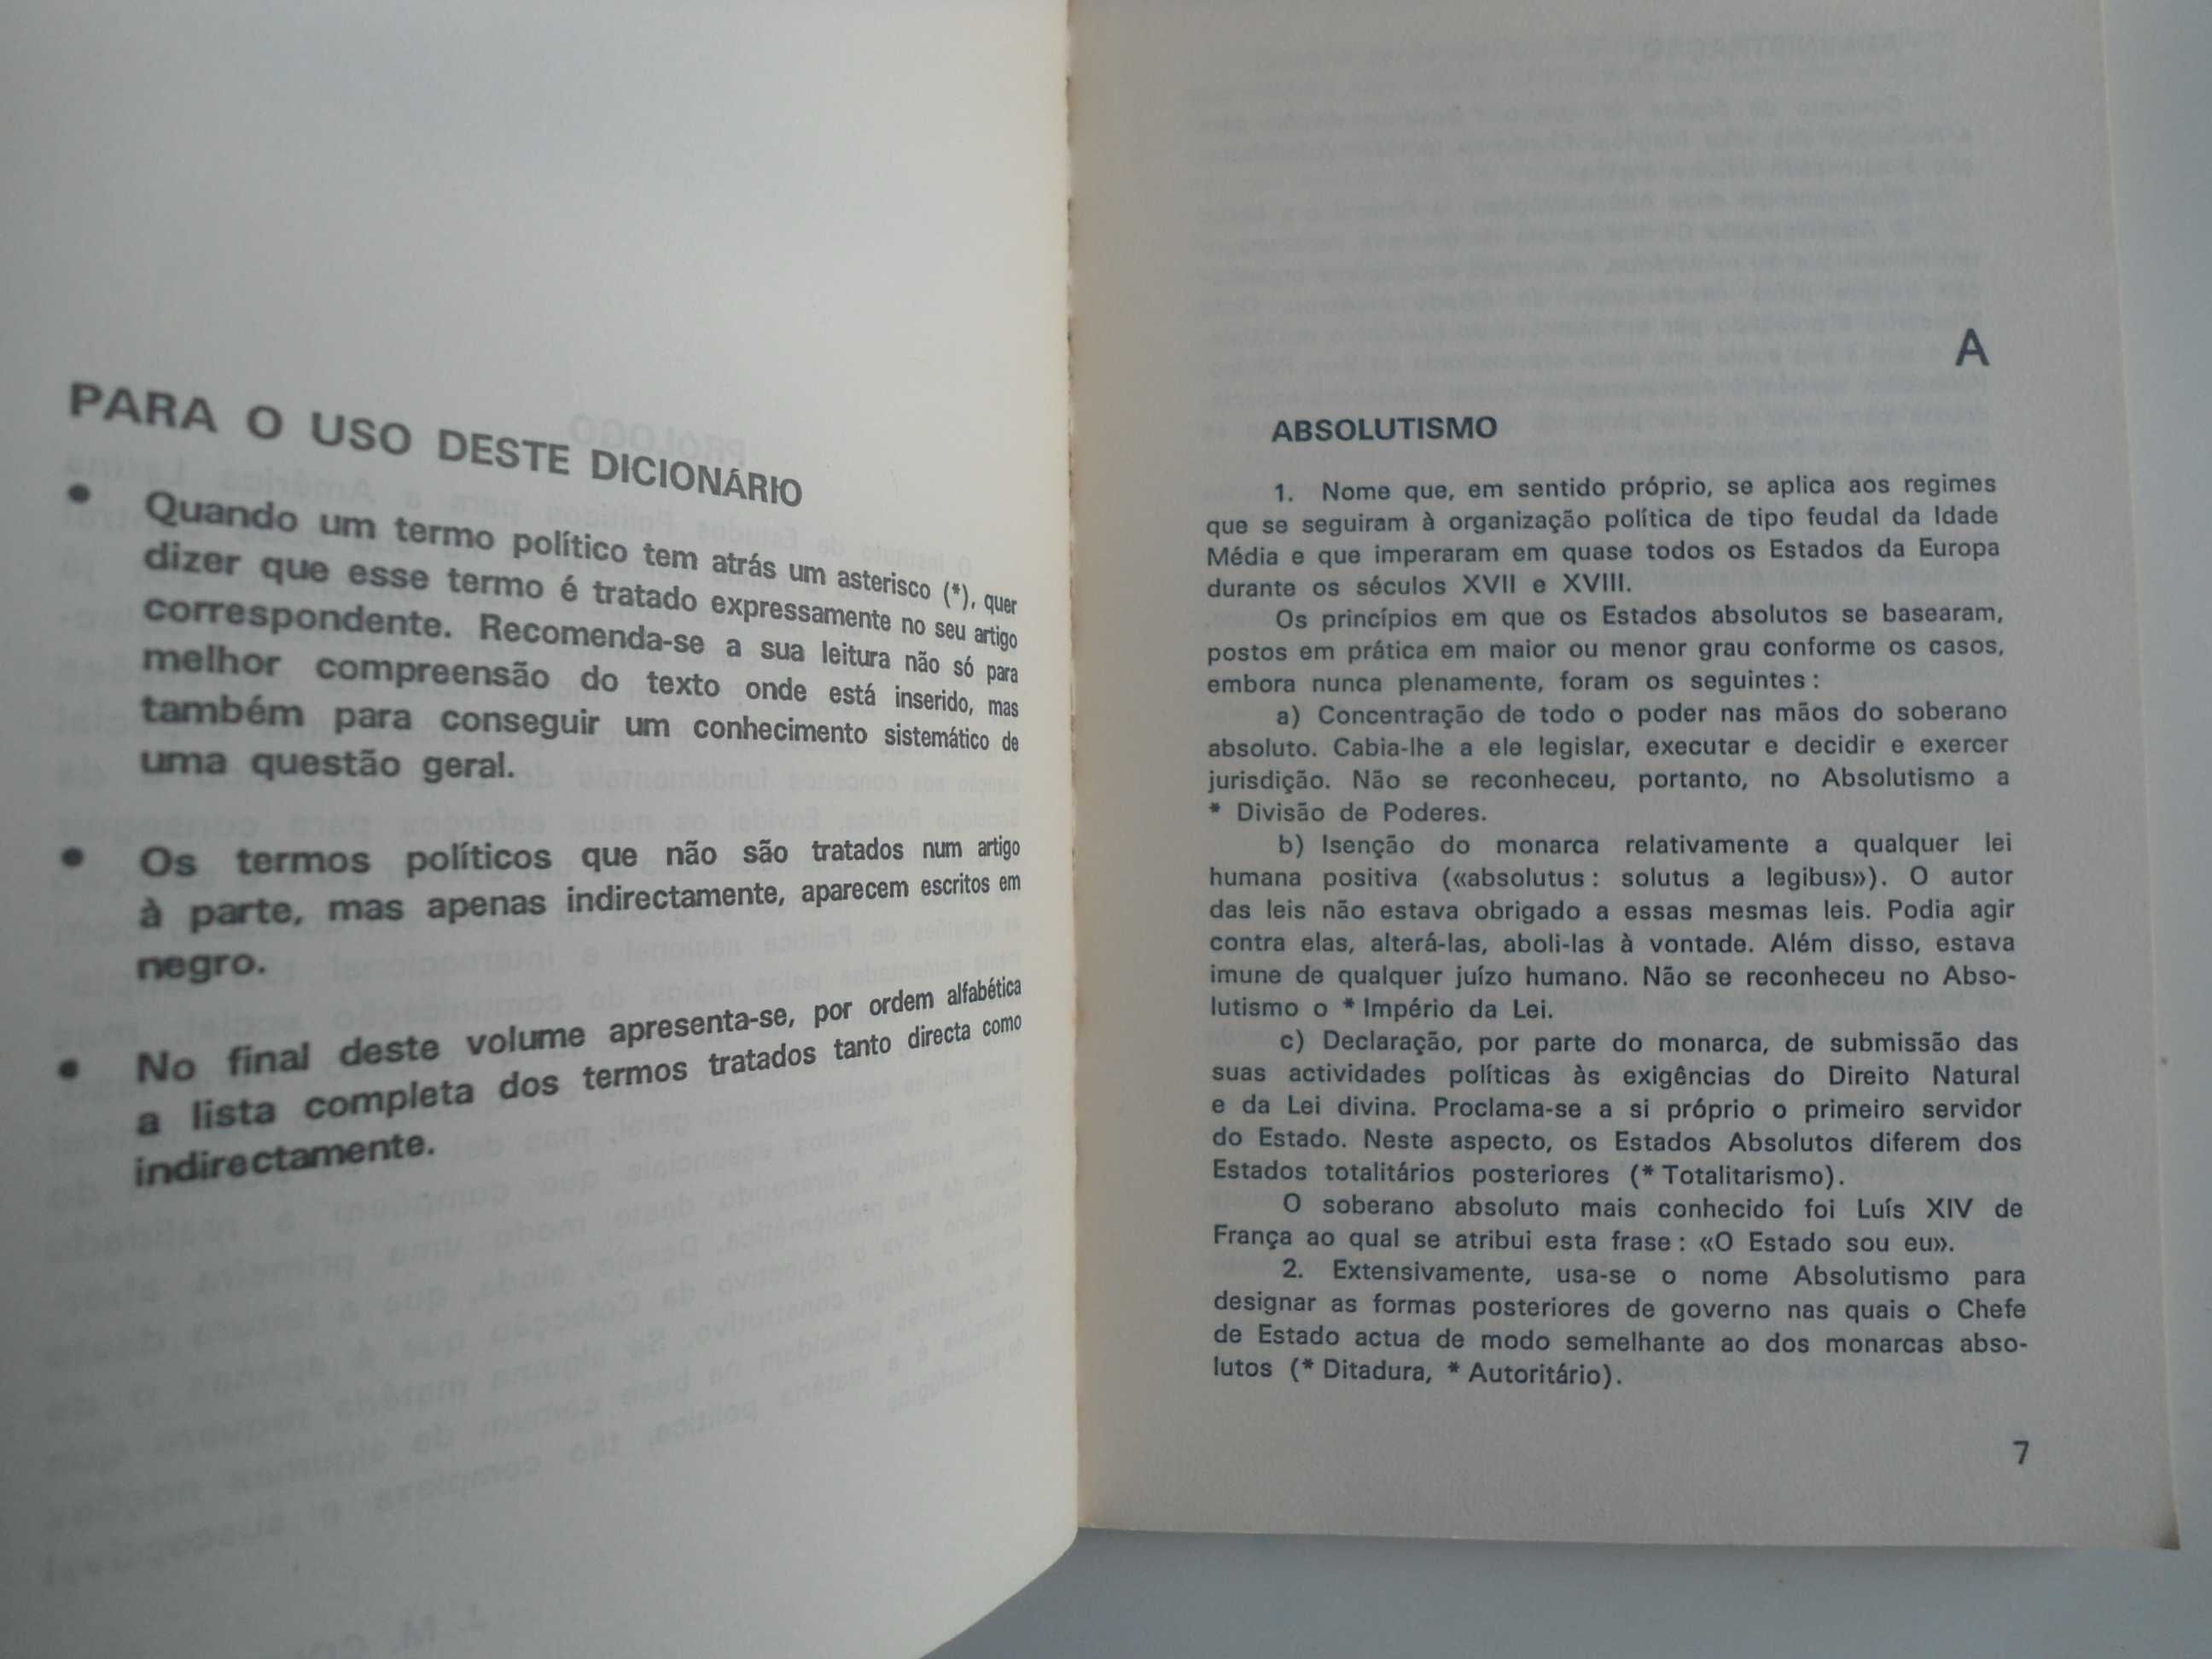 PARA O USO DESTE DICIONÁRIO
• Quando um termo político tem atrás um asterisco (*), quer
dizer que esse termo é tratado expressamente no seu artigo
correspondente. Recomenda-se a sua leitura não só para
melhor compreensão do texto onde está inserido, mas
também para conseguir um conhecimento sistemático de
uma questão geral.
• Os termos políticos que não são tratados num artigo
à parte, mas apenas indirectamente, aparecem escritos em
negro.
• No final deste volume apresenta-se, por ordem alfabética
a lista completa dos termos tratados tanto directa como
indirectamente.
A
ABSOLUTISMO
1. Nome que, em sentido próprio, se aplica aos regimes
que se seguiram à organização política de tipo feudal da Idade
Média e que imperaram em quase todos os Estados da Europa
durante os séculos XVII e XVIII.
Os princípios em que os Estados absolutos se basearam,
postos em prática em maior ou menor grau conforme os casos,
embora nunca plenamente, foram os seguintes:
a) Concentração de todo o poder nas mãos do soberano
absoluto. Cabia-lhe a ele legislar, executar e decidir e exercer
jurisdição. Não se reconheceu, portanto, no Absolutismo a
* Divisão de Poderes.
b) Isenção do monarca relativamente a qualquer lei
humana positiva («absolutus: solutus a legibus»). O autor
das leis não estava obrigado a essas mesmas leis. Podia agir
contra elas, alterá-las, aboli-las à vontade. Além disso, estava
imune de qualquer juízo humano. Não se reconheceu no Abso-
lutismo o * Império da Lei.
c) Declaração, por parte do monarca, de submissão das
suas actividades políticas às exigências do Direito Natural
e da Lei divina. Proclama-se a si próprio o primeiro servidor
do Estado. Neste aspecto, os Estados Absolutos diferem dos
Estados totalitários posteriores (* Totalitarismo).
O soberano absoluto mais conhecido foi Luís XIV de
França ao qual se atribui esta frase: «O Estado sou eu».
2. Extensivamente, usa-se o nome Absolutismo para
designar as formas posteriores de governo nas quais o Chefe
de Estado actua de modo semelhante ao dos monarcas abso-
lutos (* Ditadura, * Autoritário).
7